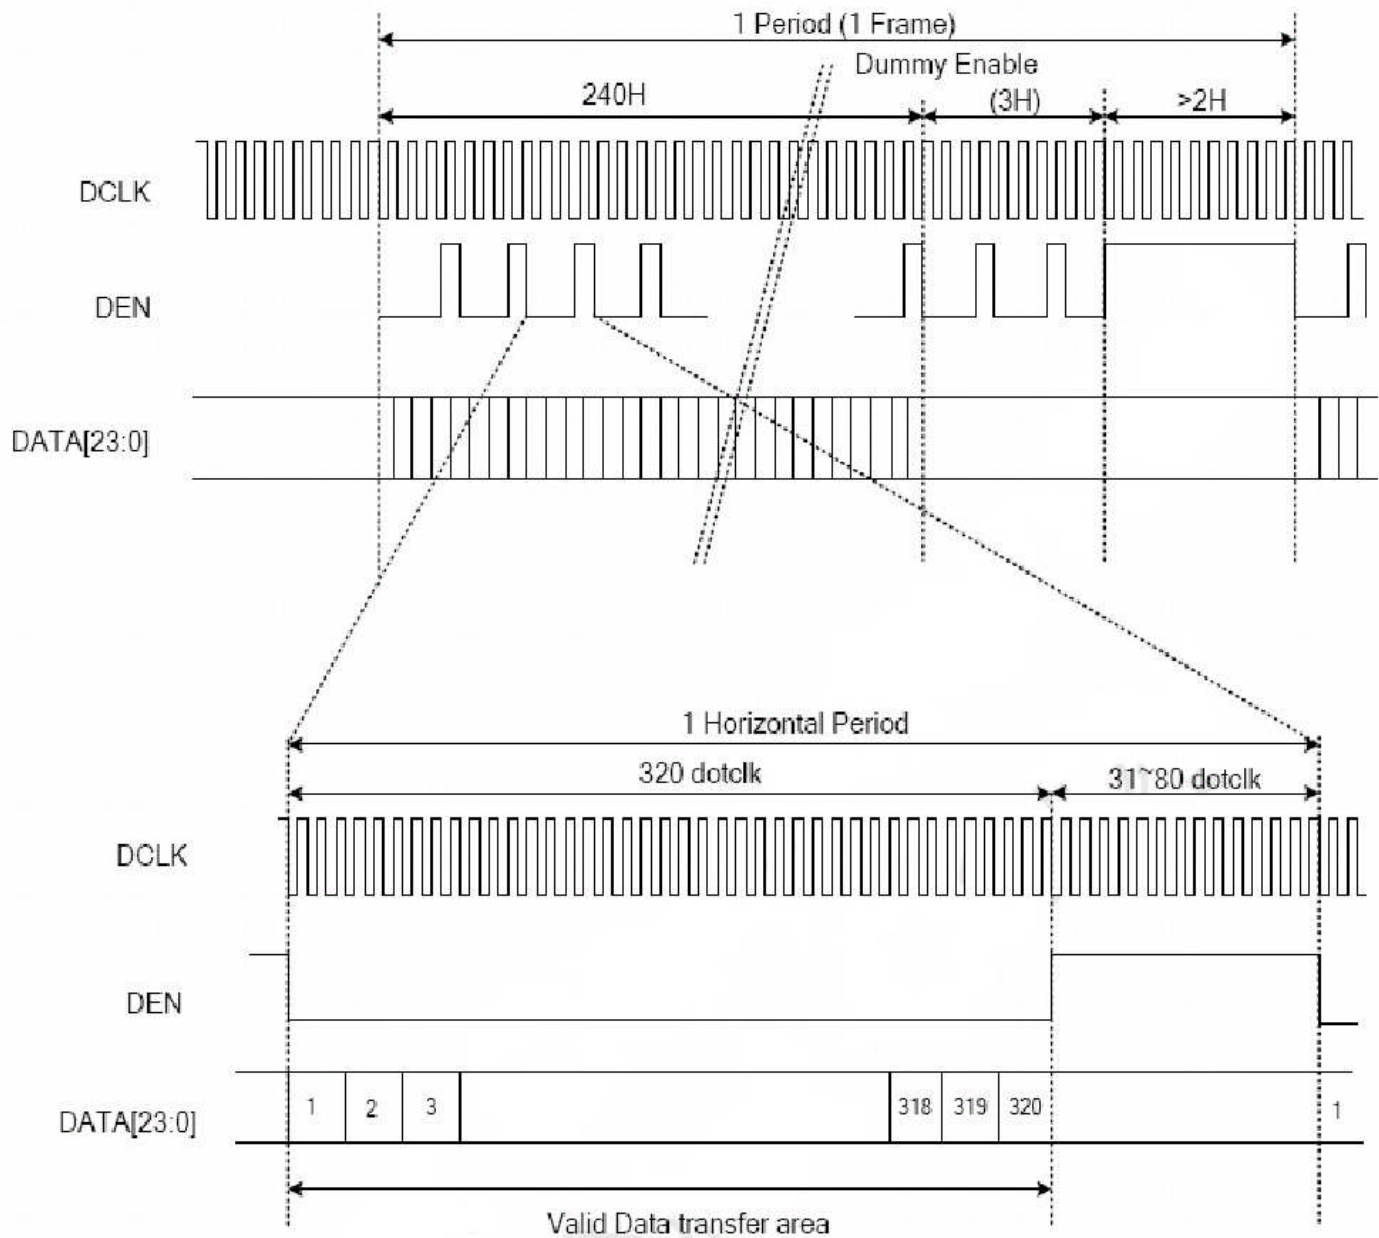 1 Period (1 Frame)
Dummy Enable
240H
(3H)
>2H
DCLK
DEN
DATA[23:0]
1 Horizontal Period
320 dotclk
31~80 dotclk
DCLK
DEN
DATA[23:0]
1
2
3
318
319
320
1
Valid Data transfer area